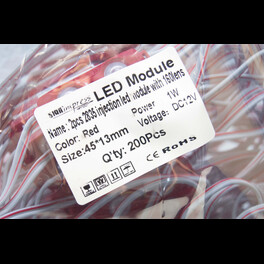 SIGNimpress LED Module
Name : 2pcs 2835 injection led module with 160lens
Color: Red Power 1W
Size:45*13mm Voltage: DC12V
Q'ty: 200Pcs
CE RoHS